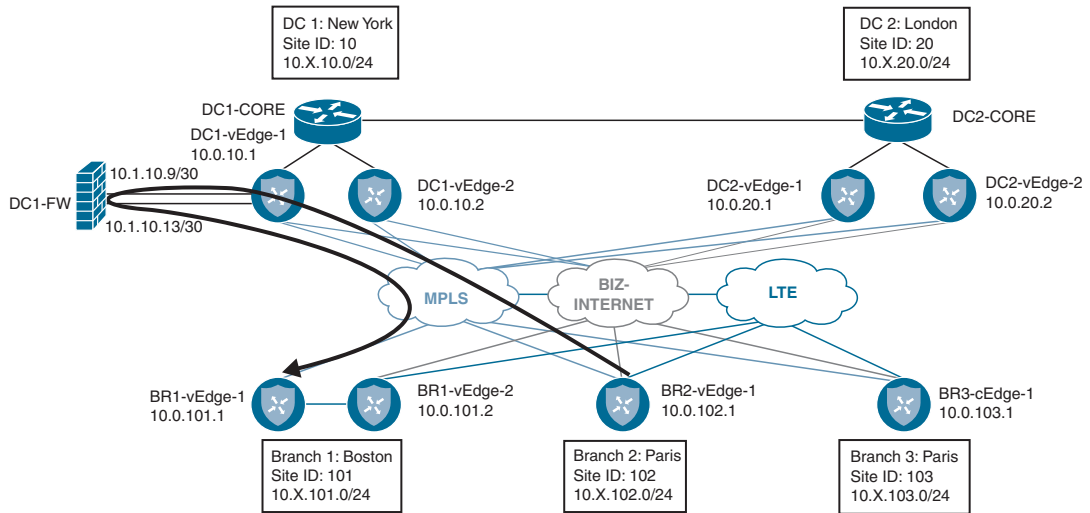 DC 1: New York
Site ID: 10
10.X.10.0/24
DC 2: London
Site ID: 20
10.X.20.0/24
DC1-CORE
DC2-CORE
DC1-vEdge-1
10.0.10.1
DC1-FW
10.1.10.9/30
10.1.10.13/30
DC1-vEdge-2
10.0.10.2
DC2-vEdge-1
10.0.20.1
DC2-vEdge-2
10.0.20.2
MPLS
BIZ-
INTERNET
LTE
BR1-vEdge-1
10.0.101.1
BR1-vEdge-2
10.0.101.2
BR2-vEdge-1
10.0.102.1
BR3-cEdge-1
10.0.103.1
Branch 1: Boston
Site ID: 101
10.X.101.0/24
Branch 2: Paris
Site ID: 102
10.X.102.0/24
Branch 3: Paris
Site ID: 103
10.X.103.0/24